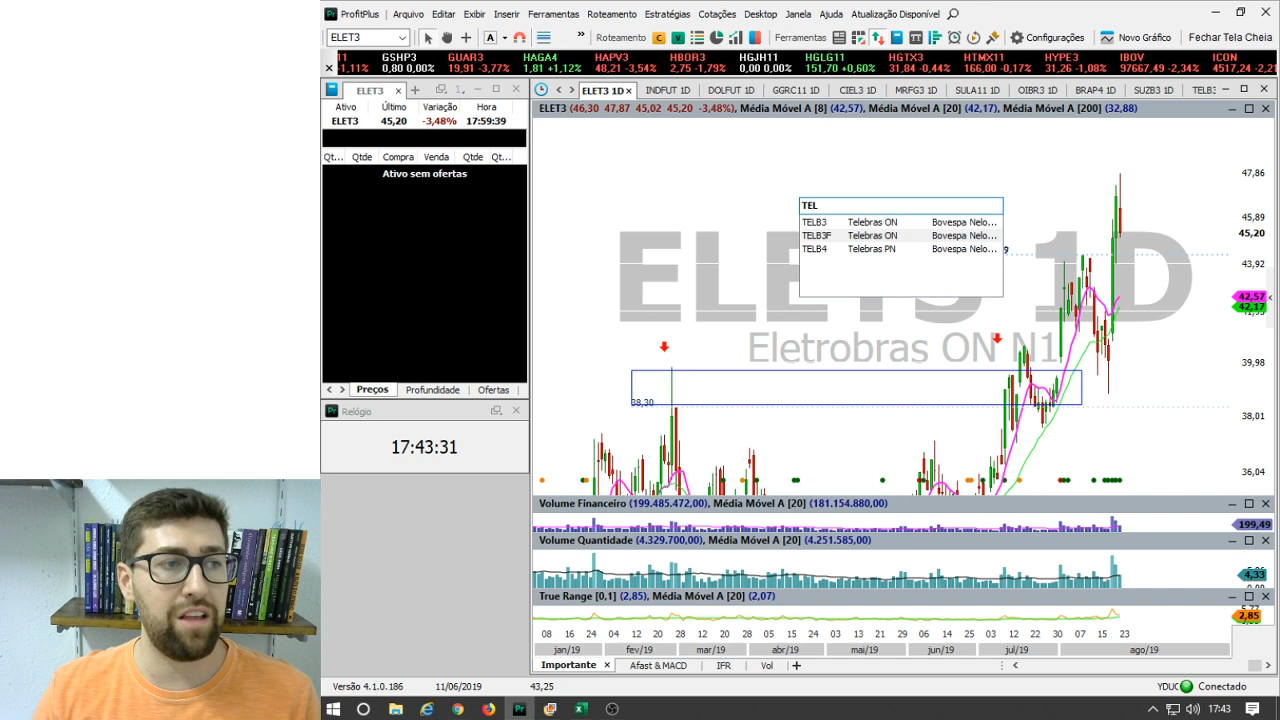 ProfitPlus Arquivo Editar Exibir Inserir Ferramentas Roteamento Estratégias Cotações Desktop Janela Ajuda Atualização Disponível
ELET3 A » Roteamento Ferramentas Configurações Novo Gráfico Fechar Tela Cheia
11 GSHP3 GUAR3 HAGA4 HAPV3 HBOR3 HGJH11 HGLG11 HGTX3 HTMX11 HYPE3 IBOV ICON
-1,11% 0,80 0,00% 19,91 -3,77% 1,81 +1,12% 48,21 -3,54% 2,75 -1,79% 0,00 0,00% 151,70 +0,60% 31,84 -0,44% 166,00 -0,17% 31,26 -1,08% 97667,49 -2,34% 4517,24 -2,21
ELET3
Ativo Último Variação Hora
ELET3 45,20 -3,48% 17:59:39
Qt... Qtde Compra Venda Qtde Qt...
Ativo sem ofertas
Preços Profundidade Ofertas
Relógio
17:43:31
ELET3 1D INDFUT 1D DOLFUT 1D GGRC11 1D CIEL3 1D MRFG3 1D SULA11 1D OIBR3 1D BRAP4 1D SUZB3 1D TELB3
ELET3 (46,30 47,87 45,02 45,20 -3,48%), Média Móvel A [8] (42,57), Média Móvel A [20] (42,17), Média Móvel A [200] (32,88)
TEL
TELB3 Telebras ON Bovespa Nelo...
TELB3F Telebras ON Bovespa Nelo...
TELB4 Telebras PN Bovespa Nelo...
ELET3 1D
Eletrobras ON N1
38,30
47,86
45,89
45,20
43,92
42,57
42,17
39,98
38,01
36,04
Volume Financeiro (199.485.472,00), Média Móvel A [20] (181.154.880,00)
199,49
Volume Quantidade (4.329.700,00), Média Móvel A [20] (4.251.585,00)
4,33
True Range [0,1] (2,85), Média Móvel A [20] (2,07)
2,85
08 16 24 04 12 20 28 12 20 28 05 15 24 03 13 21 29 06 14 24 03 12 22 30 07 15 23
jan/19 fev/19 mar/19 abr/19 mai/19 jun/19 jul/19 ago/19
Importante Afast & MACD IFR Vol
Versão 4.1.0.186 11/06/2019 43,25 YDUC Conectado
17:43